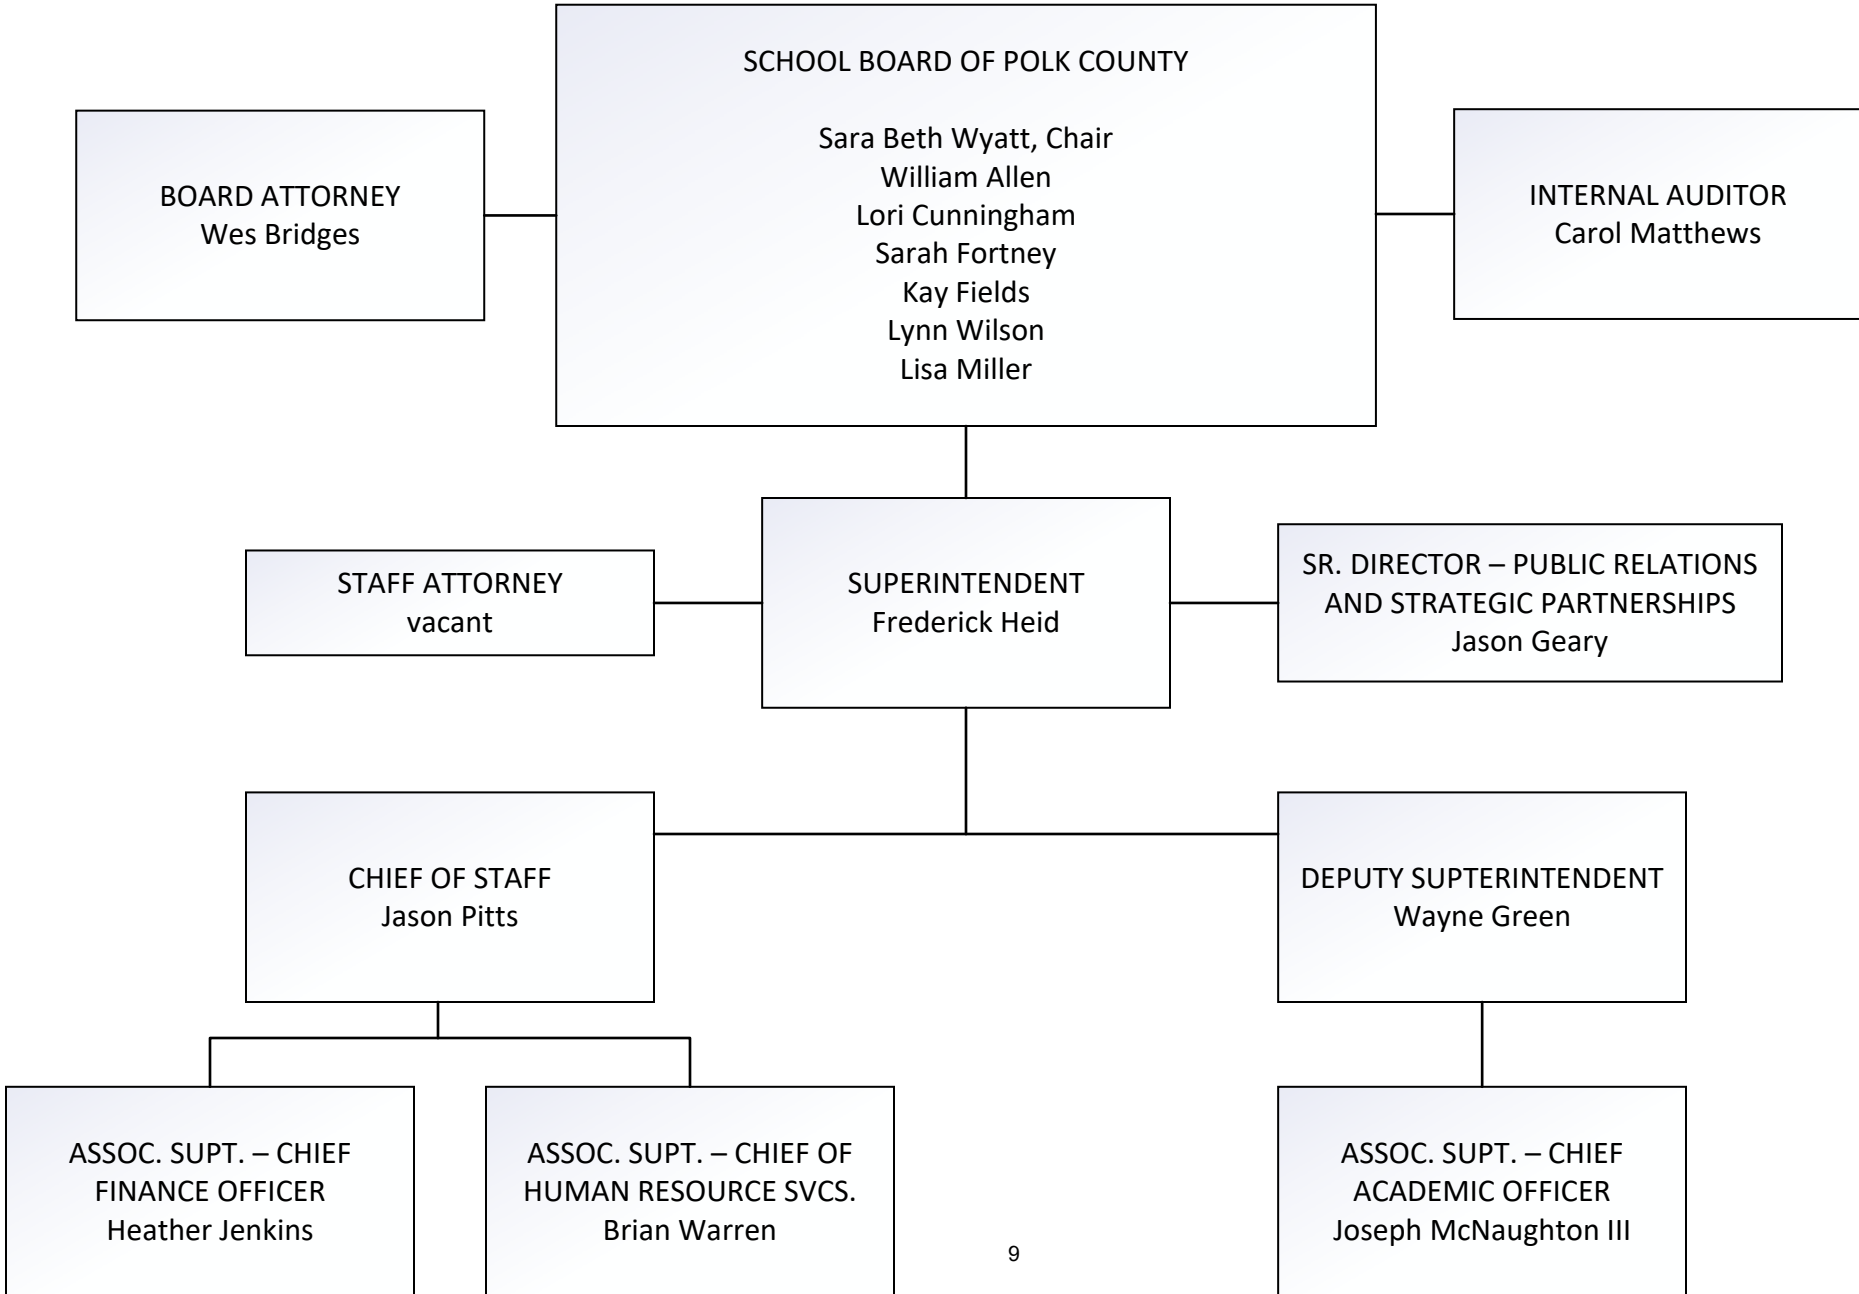 SCHOOL BOARD OF POLK COUNTY
Sara Beth Wyatt, Chair
William Allen
Lori Cunningham
Sarah Fortney
Kay Fields
Lynn Wilson
Lisa Miller
BOARD ATTORNEY
Wes Bridges
INTERNAL AUDITOR
Carol Matthews
STAFF ATTORNEY
vacant
SUPERINTENDENT
Frederick Heid
SR. DIRECTOR – PUBLIC RELATIONS
AND STRATEGIC PARTNERSHIPS
Jason Geary
CHIEF OF STAFF
Jason Pitts
DEPUTY SUPTERINTENDENT
Wayne Green
ASSOC. SUPT. – CHIEF
FINANCE OFFICER
Heather Jenkins
ASSOC. SUPT. – CHIEF OF
HUMAN RESOURCE SVCS.
Brian Warren
ASSOC. SUPT. – CHIEF
ACADEMIC OFFICER
Joseph McNaughton III
9